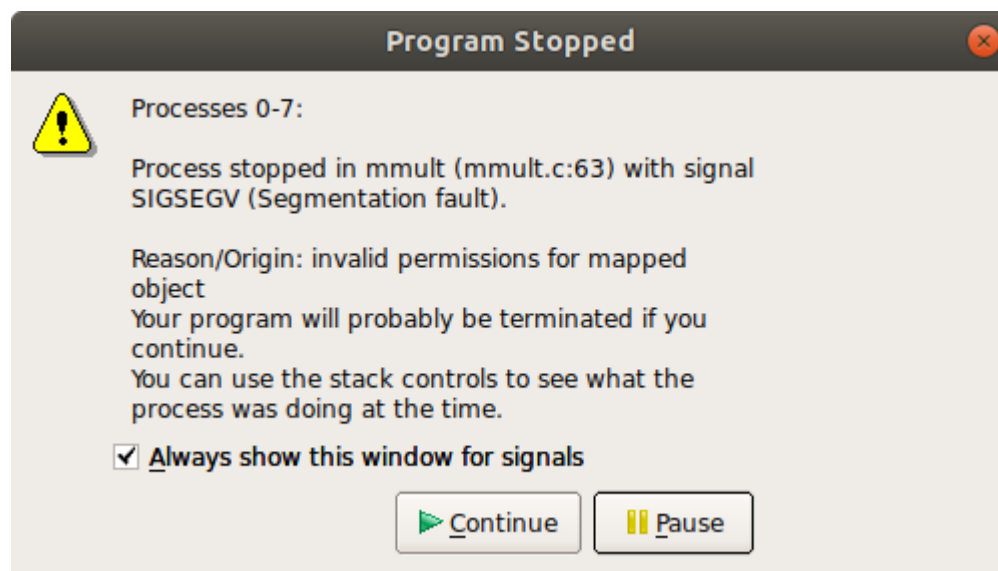 Program Stopped
Processes 0-7:
Process stopped in mmult (mmult.c:63) with signal
SIGSEGV (Segmentation fault).
Reason/Origin: invalid permissions for mapped
object
Your program will probably be terminated if you
continue.
You can use the stack controls to see what the
process was doing at the time.
Always show this window for signals
Continue Pause